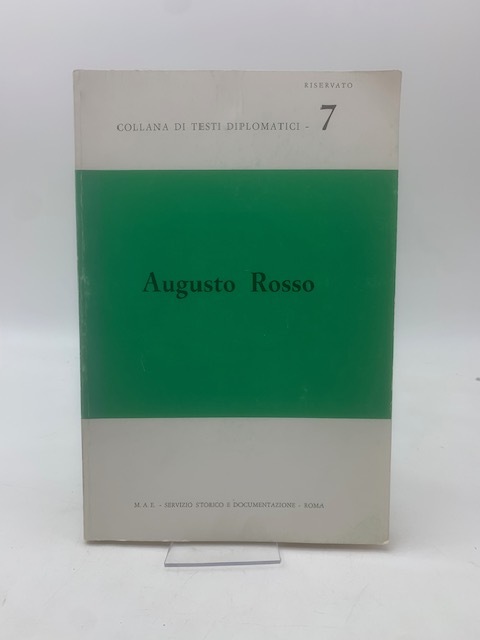 RISERVATO
COLLANA DI TESTI DIPLOMATICI - 7
Augusto Rosso
M. A. E. - SERVIZIO STORICO E DOCUMENTAZIONE - ROMA